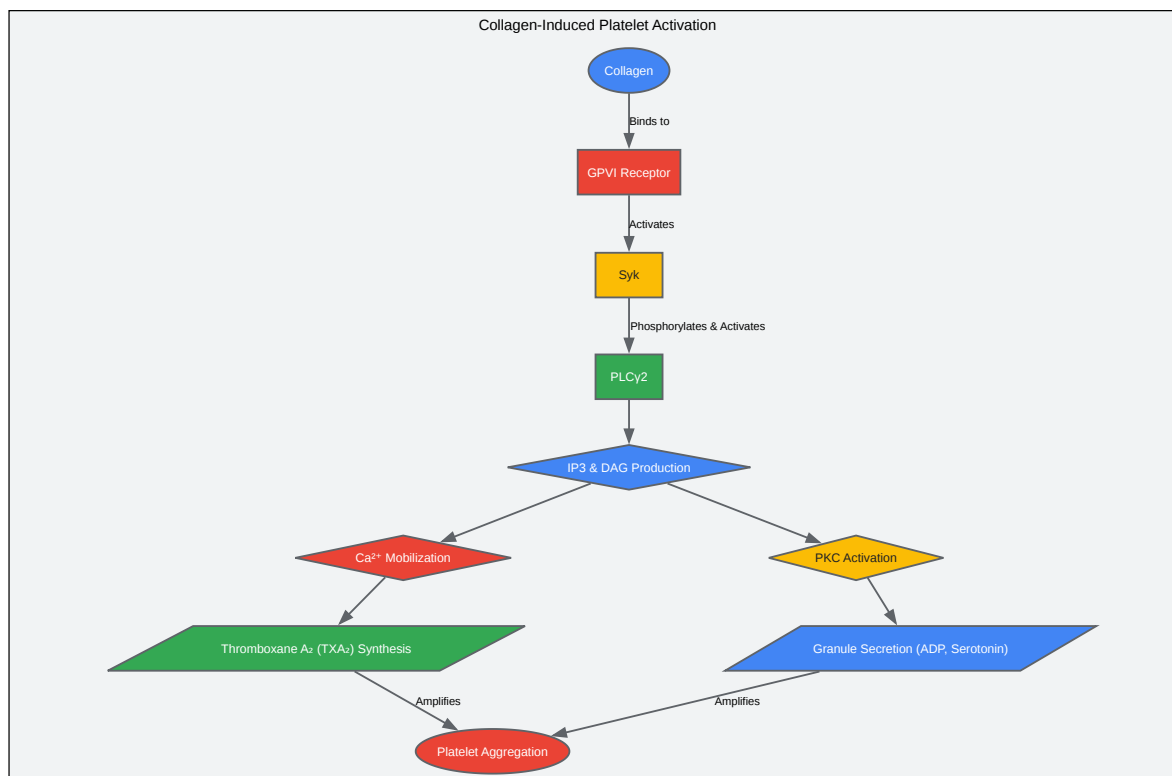 Collagen-Induced Platelet Activation
Collagen
Binds to
GPVI Receptor
Activates
Syk
Phosphorylates & Activates
PLCγ2
IP3 & DAG Production
Ca²⁺ Mobilization
PKC Activation
Thromboxane A₂ (TXA₂) Synthesis
Granule Secretion (ADP, Serotonin)
Amplifies
Amplifies
Platelet Aggregation